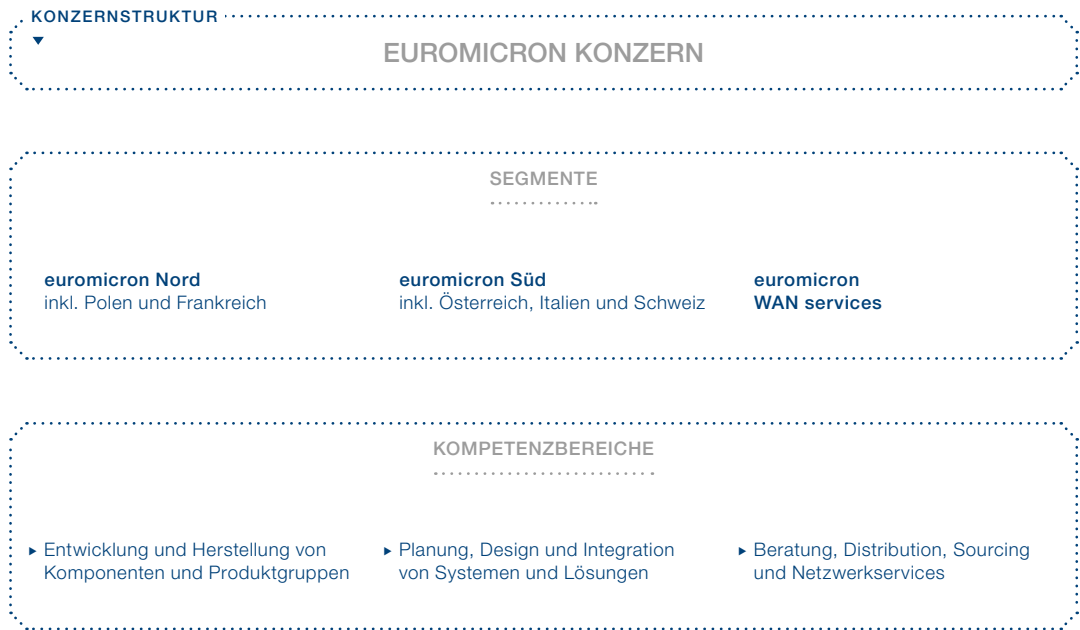 KONZERNSTRUKTUR
EUROMICRON KONZERN
SEGMENTE
euromicron Nord
inkl. Polen und Frankreich
euromicron Süd
inkl. Österreich, Italien und Schweiz
euromicron
WAN services
KOMPETENZBEREICHE
Entwicklung und Herstellung von
Komponenten und Produktgruppen
Planung, Design und Integration
von Systemen und Lösungen
Beratung, Distribution, Sourcing
und Netzwerkservices